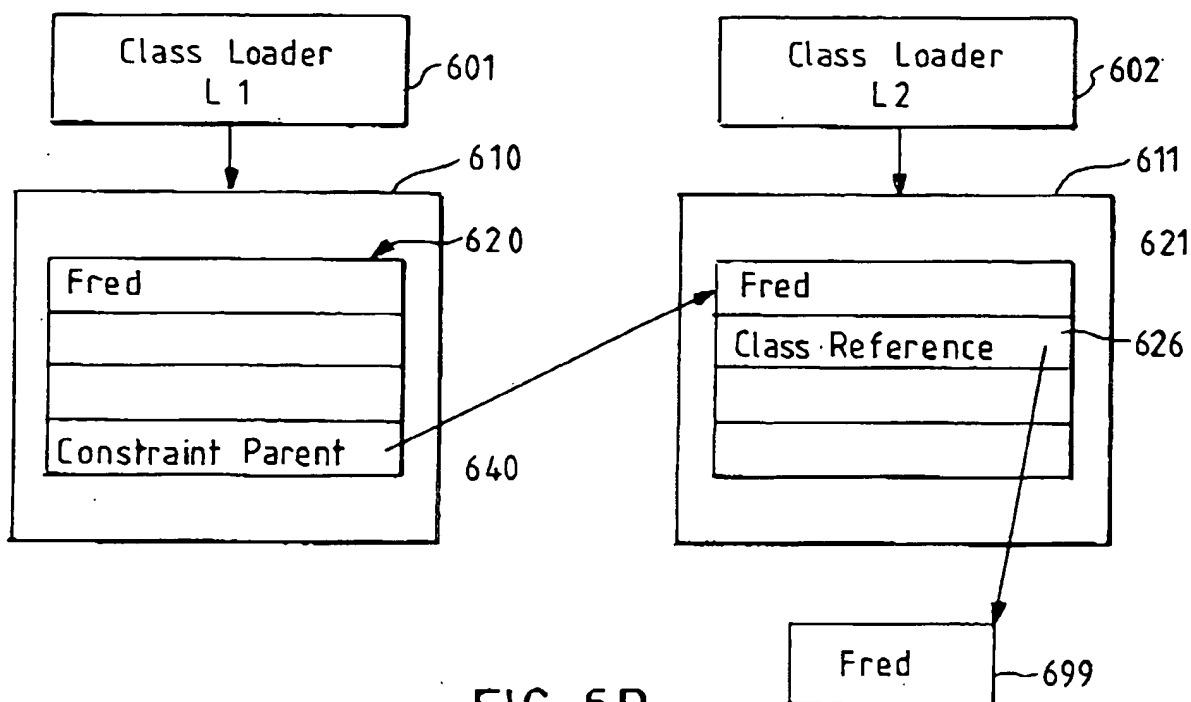 Class Loader
L 1
601
Class Loader
L2
602
610
611
620
621
Fred
Fred
Class Reference
626
Constraint Parent
640
Fred
699